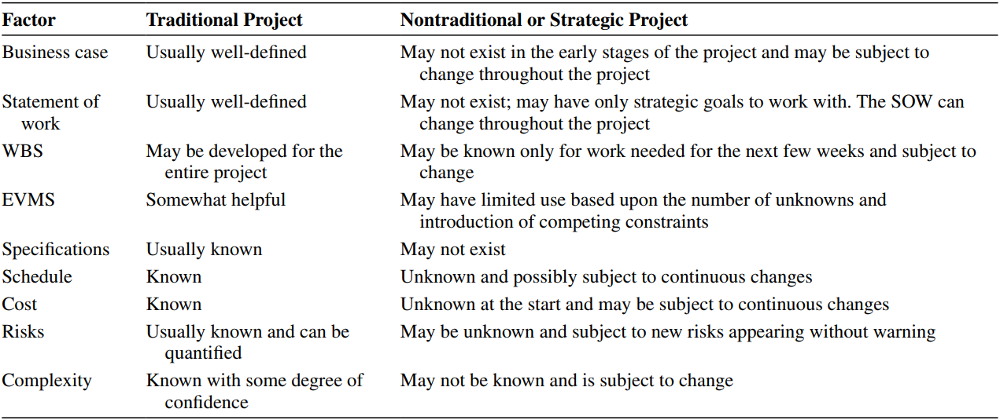 Factor Traditional Project Nontraditional or Strategic Project
Business case Usually well-defined May not exist in the early stages of the project and may be subject to
change throughout the project
Statement of Usually well-defined May not exist; may have only strategic goals to work with. The SOW can
work change throughout the project
WBS May be developed for the May be known only for work needed for the next few weeks and subject to
entire project change
EVMS Somewhat helpful May have limited use based upon the number of unknowns and
introduction of competing constraints
Specifications Usually known May not exist
Schedule Known Unknown and possibly subject to continuous changes
Cost Known Unknown at the start and may be subject to continuous changes
Risks Usually known and can be May be unknown and subject to new risks appearing without warning
quantified
Complexity Known with some degree of May not be known and is subject to change
confidence